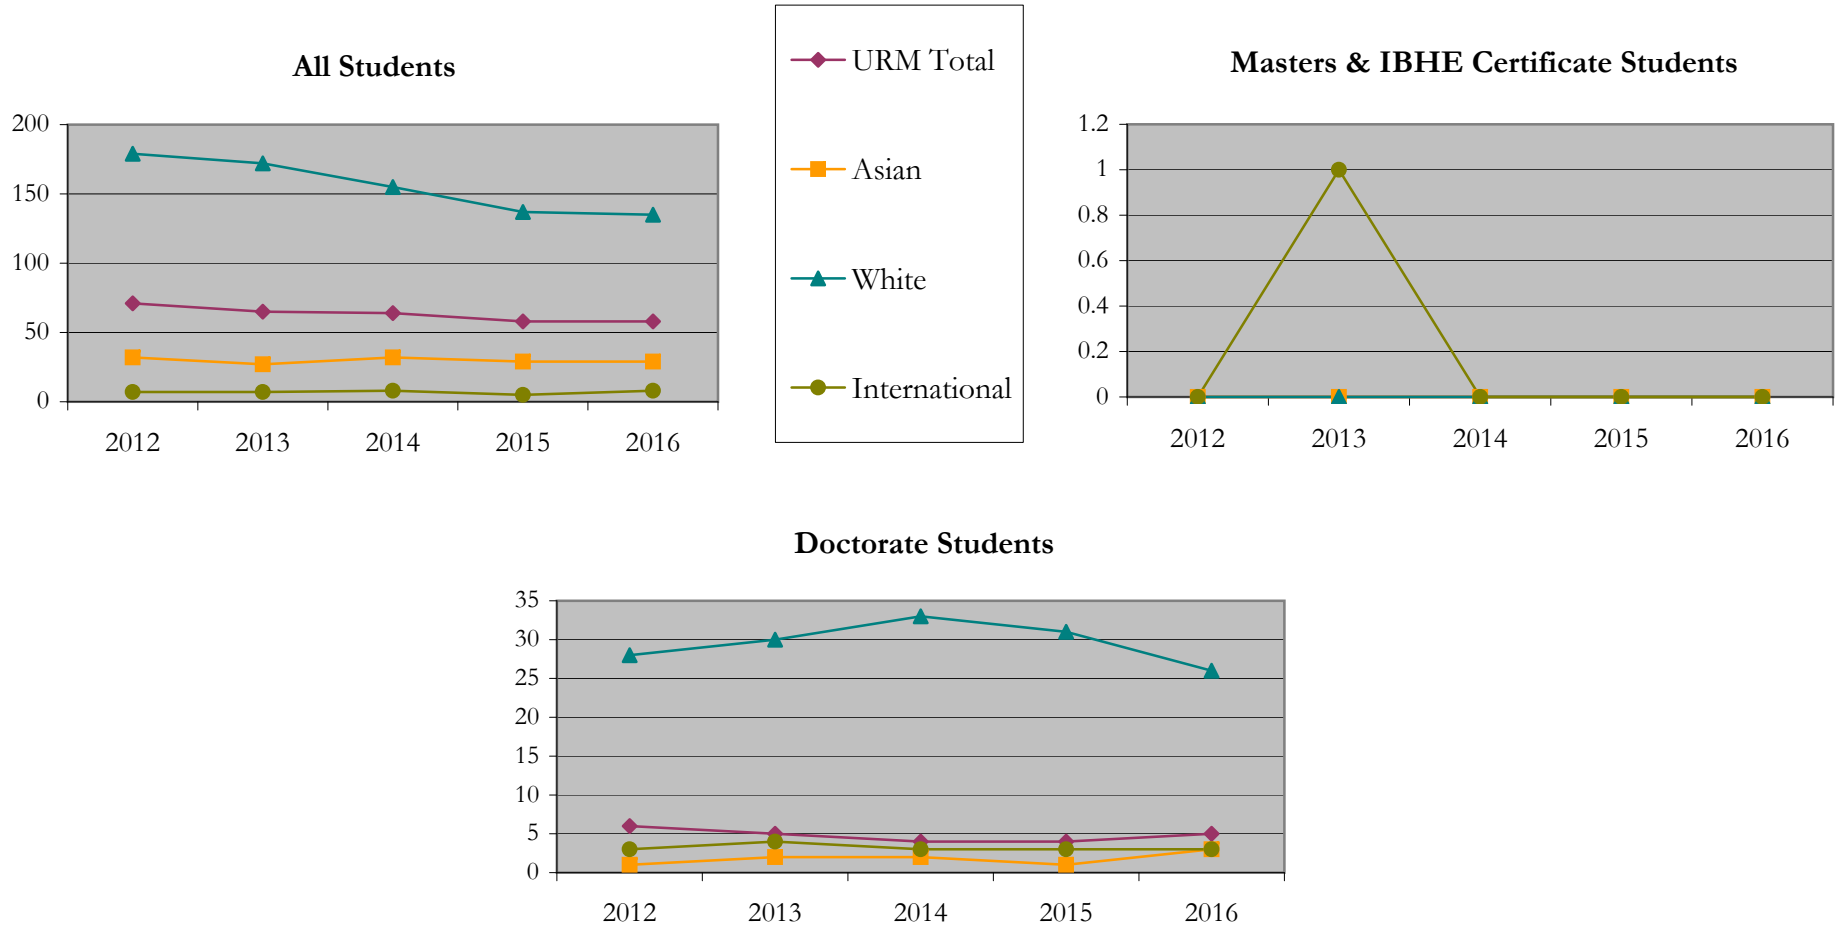 All Students
200
150
100
50
0
2012 2013 2014 2015 2016
URM Total
Asian
White
International
Masters & IBHE Certificate Students
1.2
1
0.8
0.6
0.4
0.2
0
2012 2013 2014 2015 2016
Doctorate Students
35
30
25
20
15
10
5
0
2012 2013 2014 2015 2016